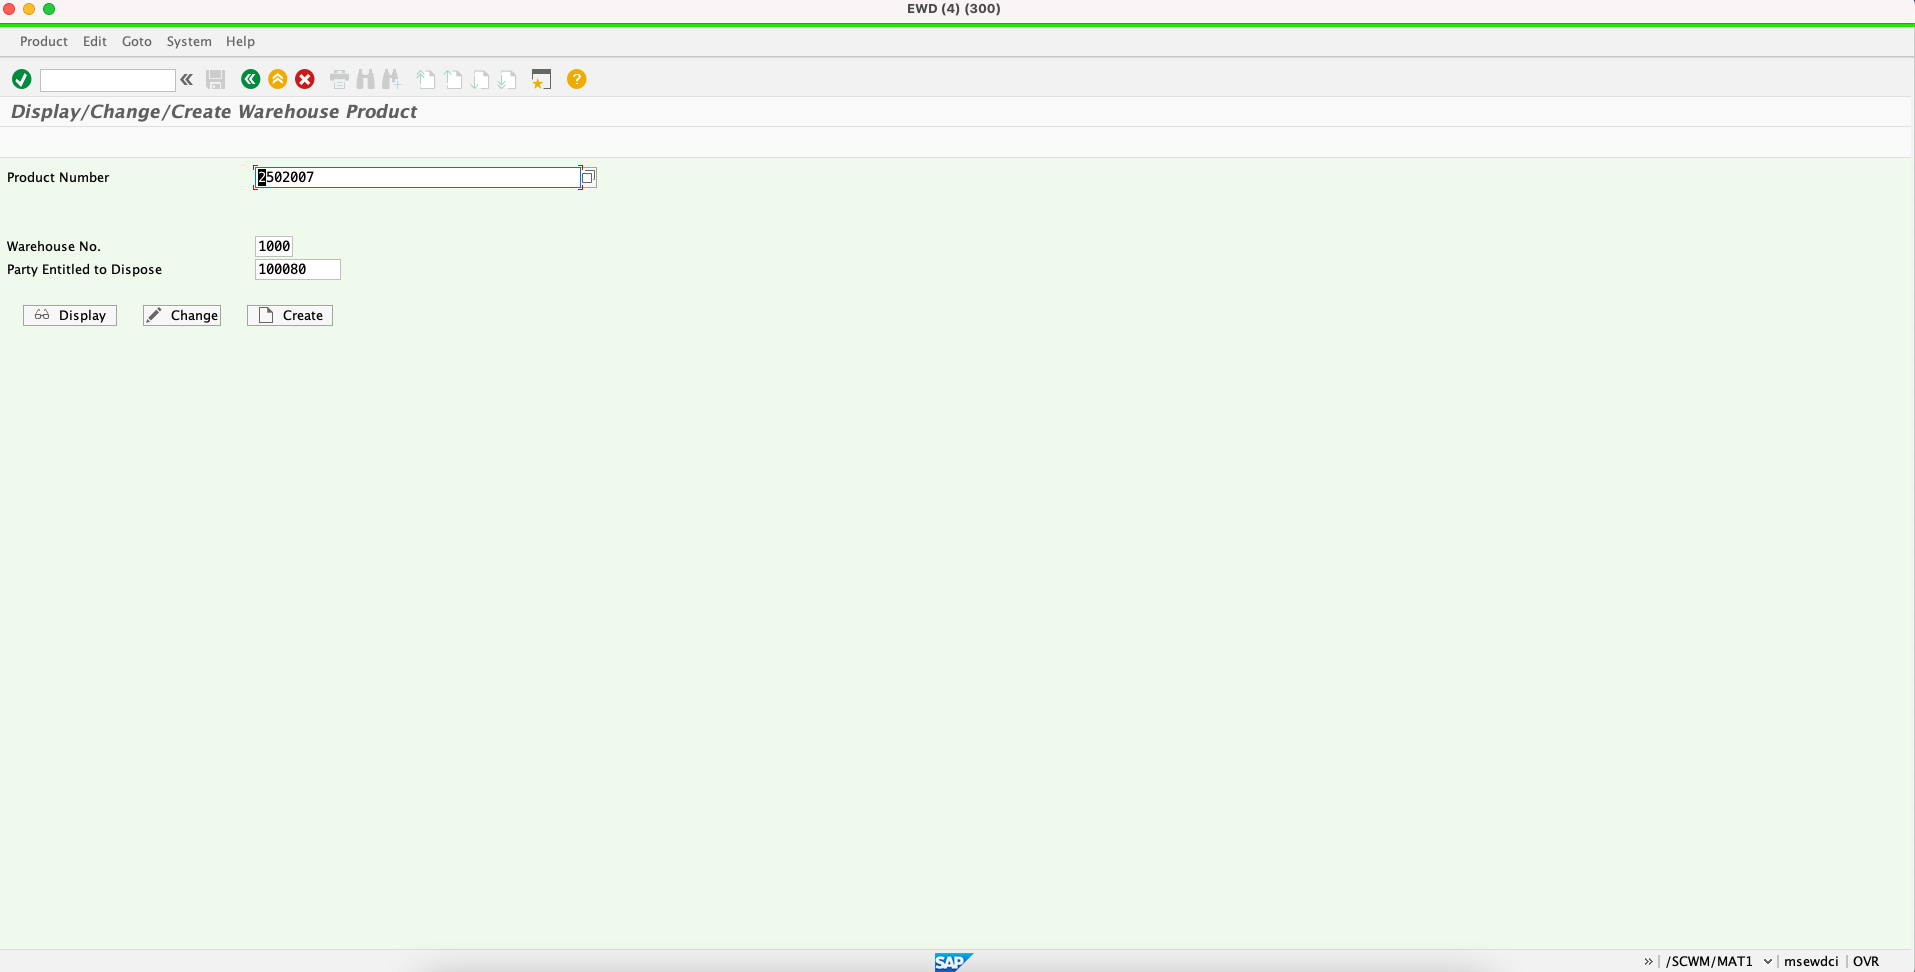 EWD (4) (300)
Product Edit Goto System Help
Display/Change/Create Warehouse Product
Product Number 2502007
Warehouse No. 1000
Party Entitled to Dispose 100080
Display Change Create
SAP » /SCWM/MAT1 msewdci OVR